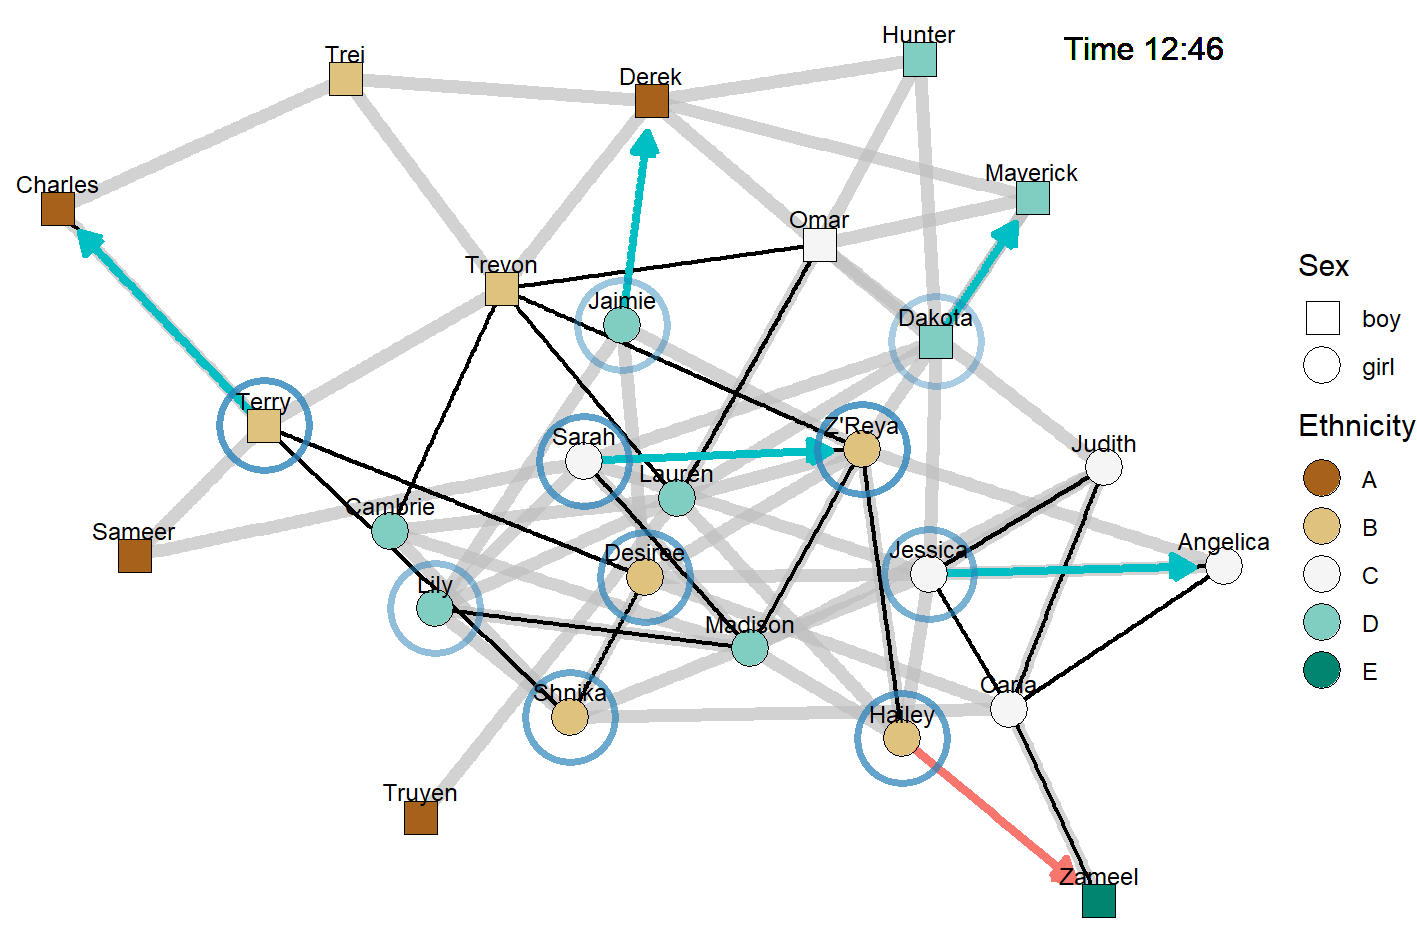 Hunter
Time 12:46
Trei
Derek
Maverick
Charles
Omar
Trevon
Jaimie
Dakota
Sex
boy
girl
Terry
Z'Reya
Sarah
Judith
Ethnicity
Lauren
A
Cambrie
Sameer
B
Angelica
Jessica
Desiree
C
Lily
Madison
D
E
Carla
Shnika
Hailey
Truyen
Zameel